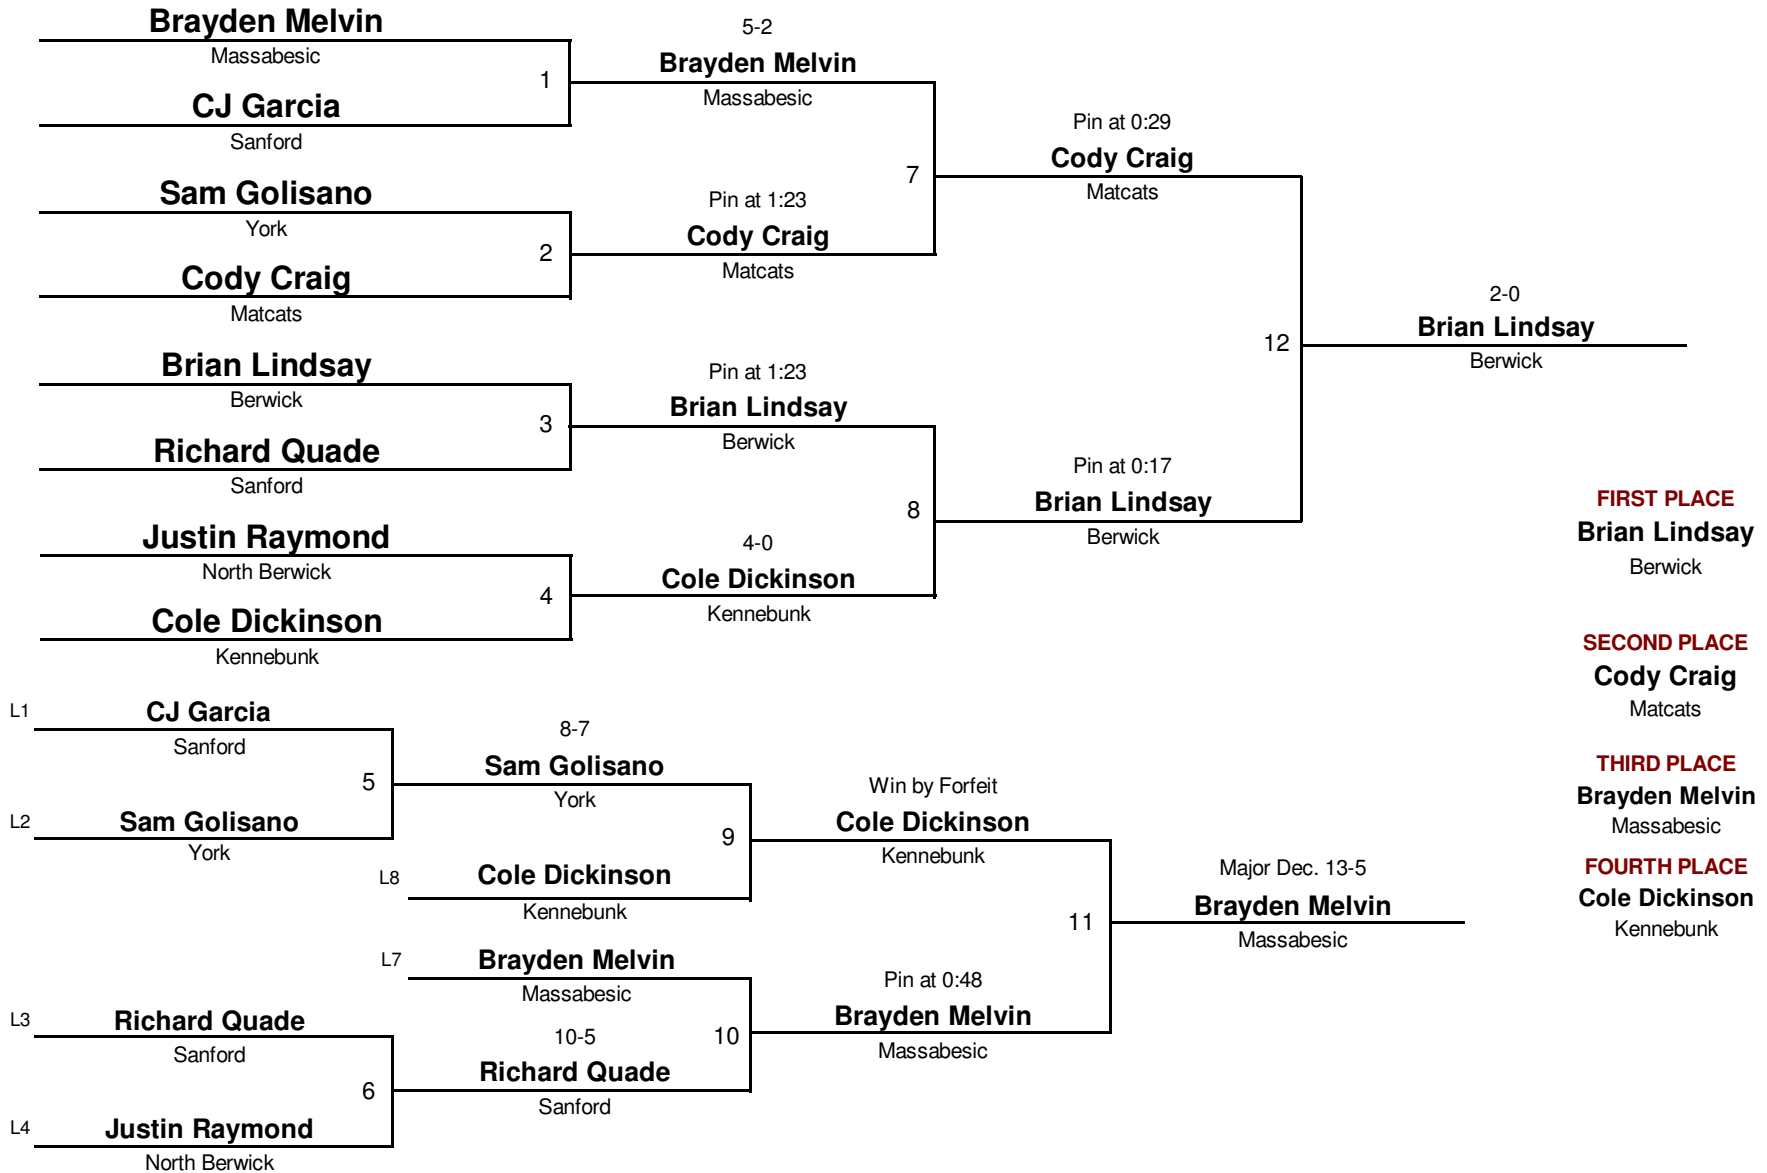 Brayden Melvin
Massabesic
1
CJ Garcia
Sanford
Sam Golisano
York
2
Cody Craig
Matcats
Brian Lindsay
Berwick
3
Richard Quade
Sanford
Justin Raymond
North Berwick
4
Cole Dickinson
Kennebunk
5-2
Brayden Melvin
Massabesic
7
Pin at 1:23
Cody Craig
Matcats
Pin at 1:23
Brian Lindsay
Berwick
8
4-0
Cole Dickinson
Kennebunk
Pin at 0:29
Cody Craig
Matcats
12
Pin at 0:17
Brian Lindsay
Berwick
2-0
Brian Lindsay
Berwick
FIRST PLACE
Brian Lindsay
Berwick
SECOND PLACE
Cody Craig
Matcats
THIRD PLACE
Brayden Melvin
Massabesic
FOURTH PLACE
Cole Dickinson
Kennebunk
L1
CJ Garcia
Sanford
5
L2
Sam Golisano
York
8-7
Sam Golisano
York
9
L8
Cole Dickinson
Kennebunk
L7
Brayden Melvin
Massabesic
10
L3
Richard Quade
Sanford
6
L4
Justin Raymond
North Berwick
10-5
Richard Quade
Sanford
Win by Forfeit
Cole Dickinson
Kennebunk
11
Pin at 0:48
Brayden Melvin
Massabesic
Major Dec. 13-5
Brayden Melvin
Massabesic